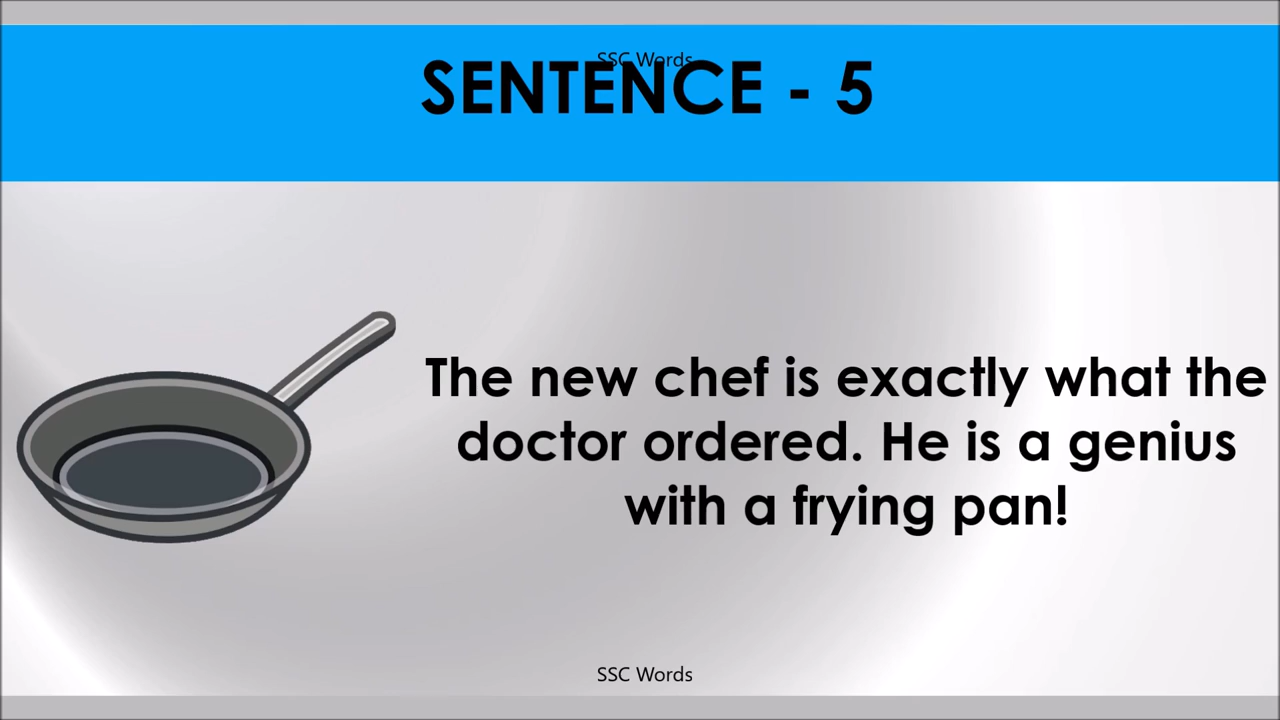 SSC Words
SENTENCE - 5
The new chef is exactly what the
doctor ordered. He is a genius
with a frying pan!
SSC Words